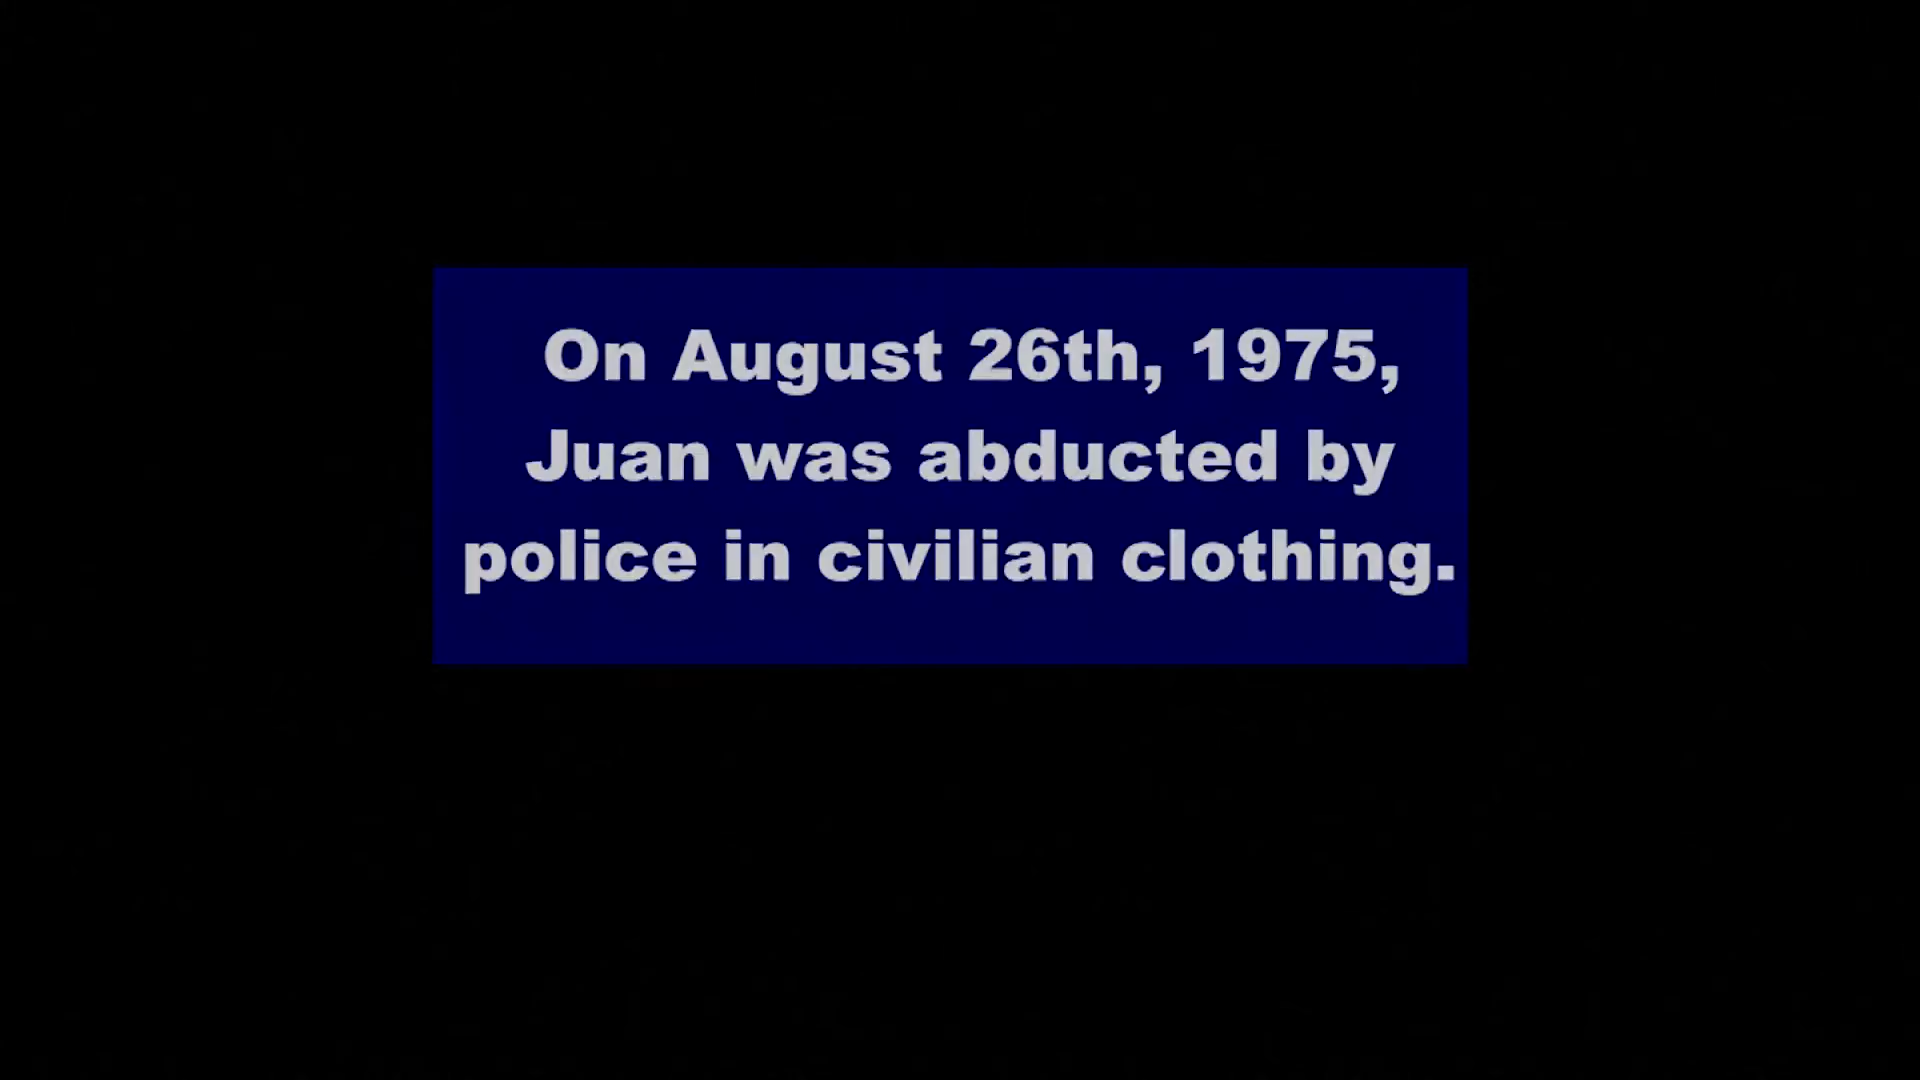 On August 26th, 1975,
Juan was abducted by
police in civilian clothing.